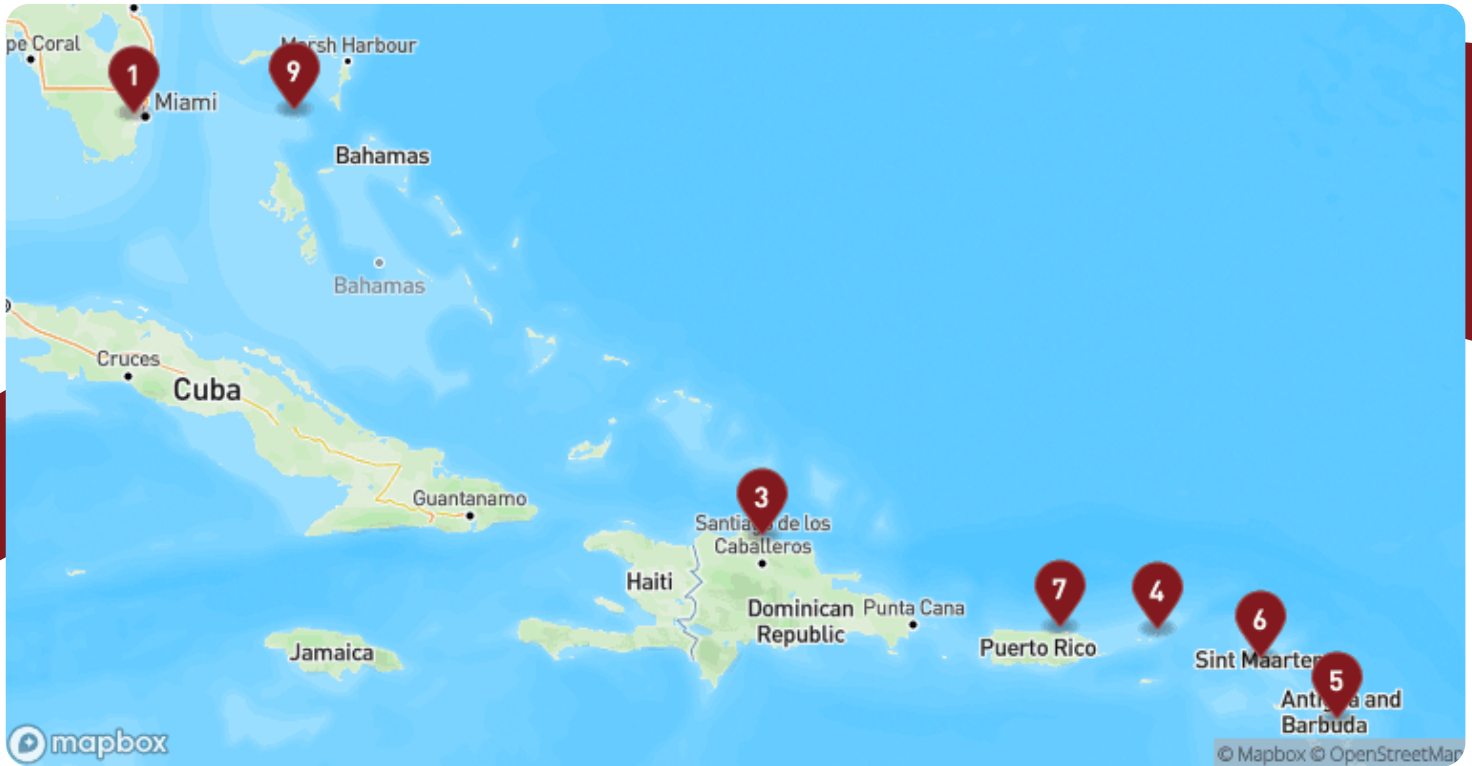 pe Coral
Marsh Harbour
1
9
Miami
Bahamas
Bahamas
Cruces
Cuba
Guantanamo
3
Santiago de los
Caballeros
Haiti
7
4
Dominican
Republic
Punta Cana
6
Jamaica
Puerto Rico
Sint Maarten
5
Antigua and
Barbuda
mapbox
© Mapbox © OpenStreetMap